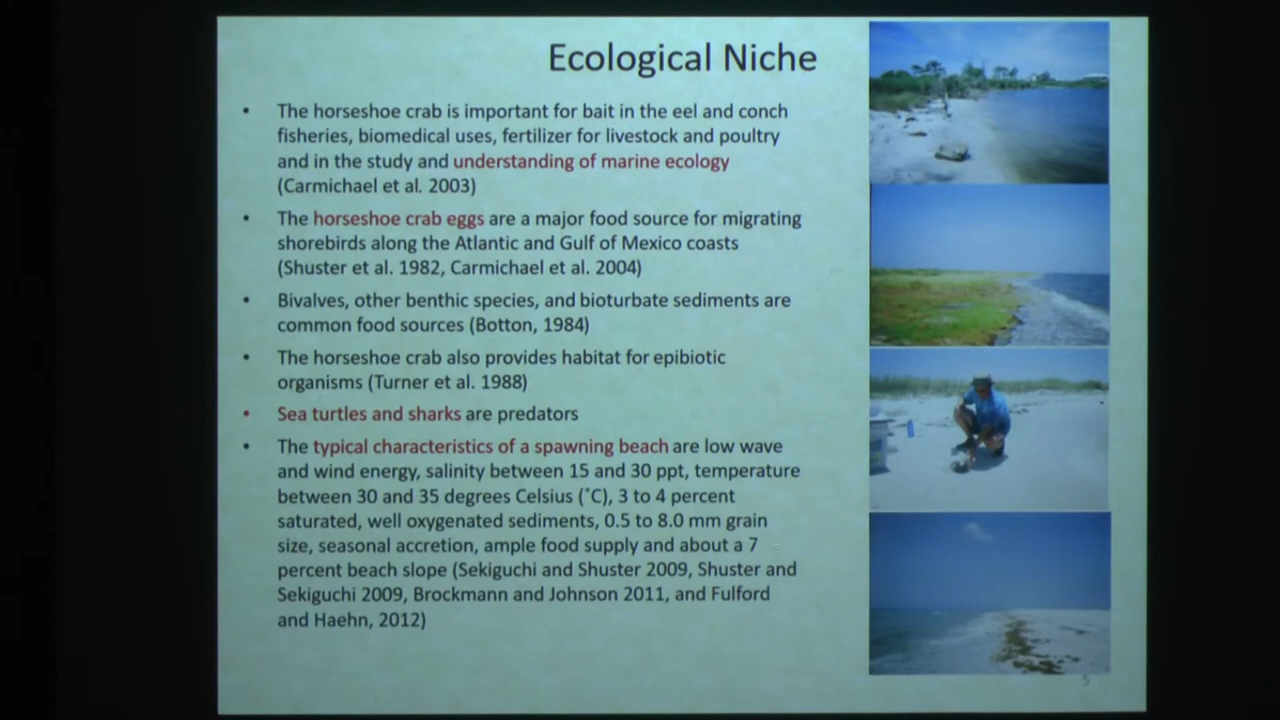 Ecological Niche
• The horseshoe crab is important for bait in the eel and conch
fisheries, biomedical uses, fertilizer for livestock and poultry
and in the study and understanding of marine ecology
(Carmichael et al. 2003)
• The horseshoe crab eggs are a major food source for migrating
shorebirds along the Atlantic and Gulf of Mexico coasts
(Shuster et al. 1982, Carmichael et al. 2004)
• Bivalves, other benthic species, and bioturbate sediments are
common food sources (Botton, 1984)
• The horseshoe crab also provides habitat for epibiotic
organisms (Turner et al. 1988)
• Sea turtles and sharks are predators
• The typical characteristics of a spawning beach are low wave
and wind energy, salinity between 15 and 30 ppt, temperature
between 30 and 35 degrees Celsius (˚C), 3 to 4 percent
saturated, well oxygenated sediments, 0.5 to 8.0 mm grain
size, seasonal accretion, ample food supply and about a 7
percent beach slope (Sekiguchi and Shuster 2009, Shuster and
Sekiguchi 2009, Brockmann and Johnson 2011, and Fulford
and Haehn, 2012)
5